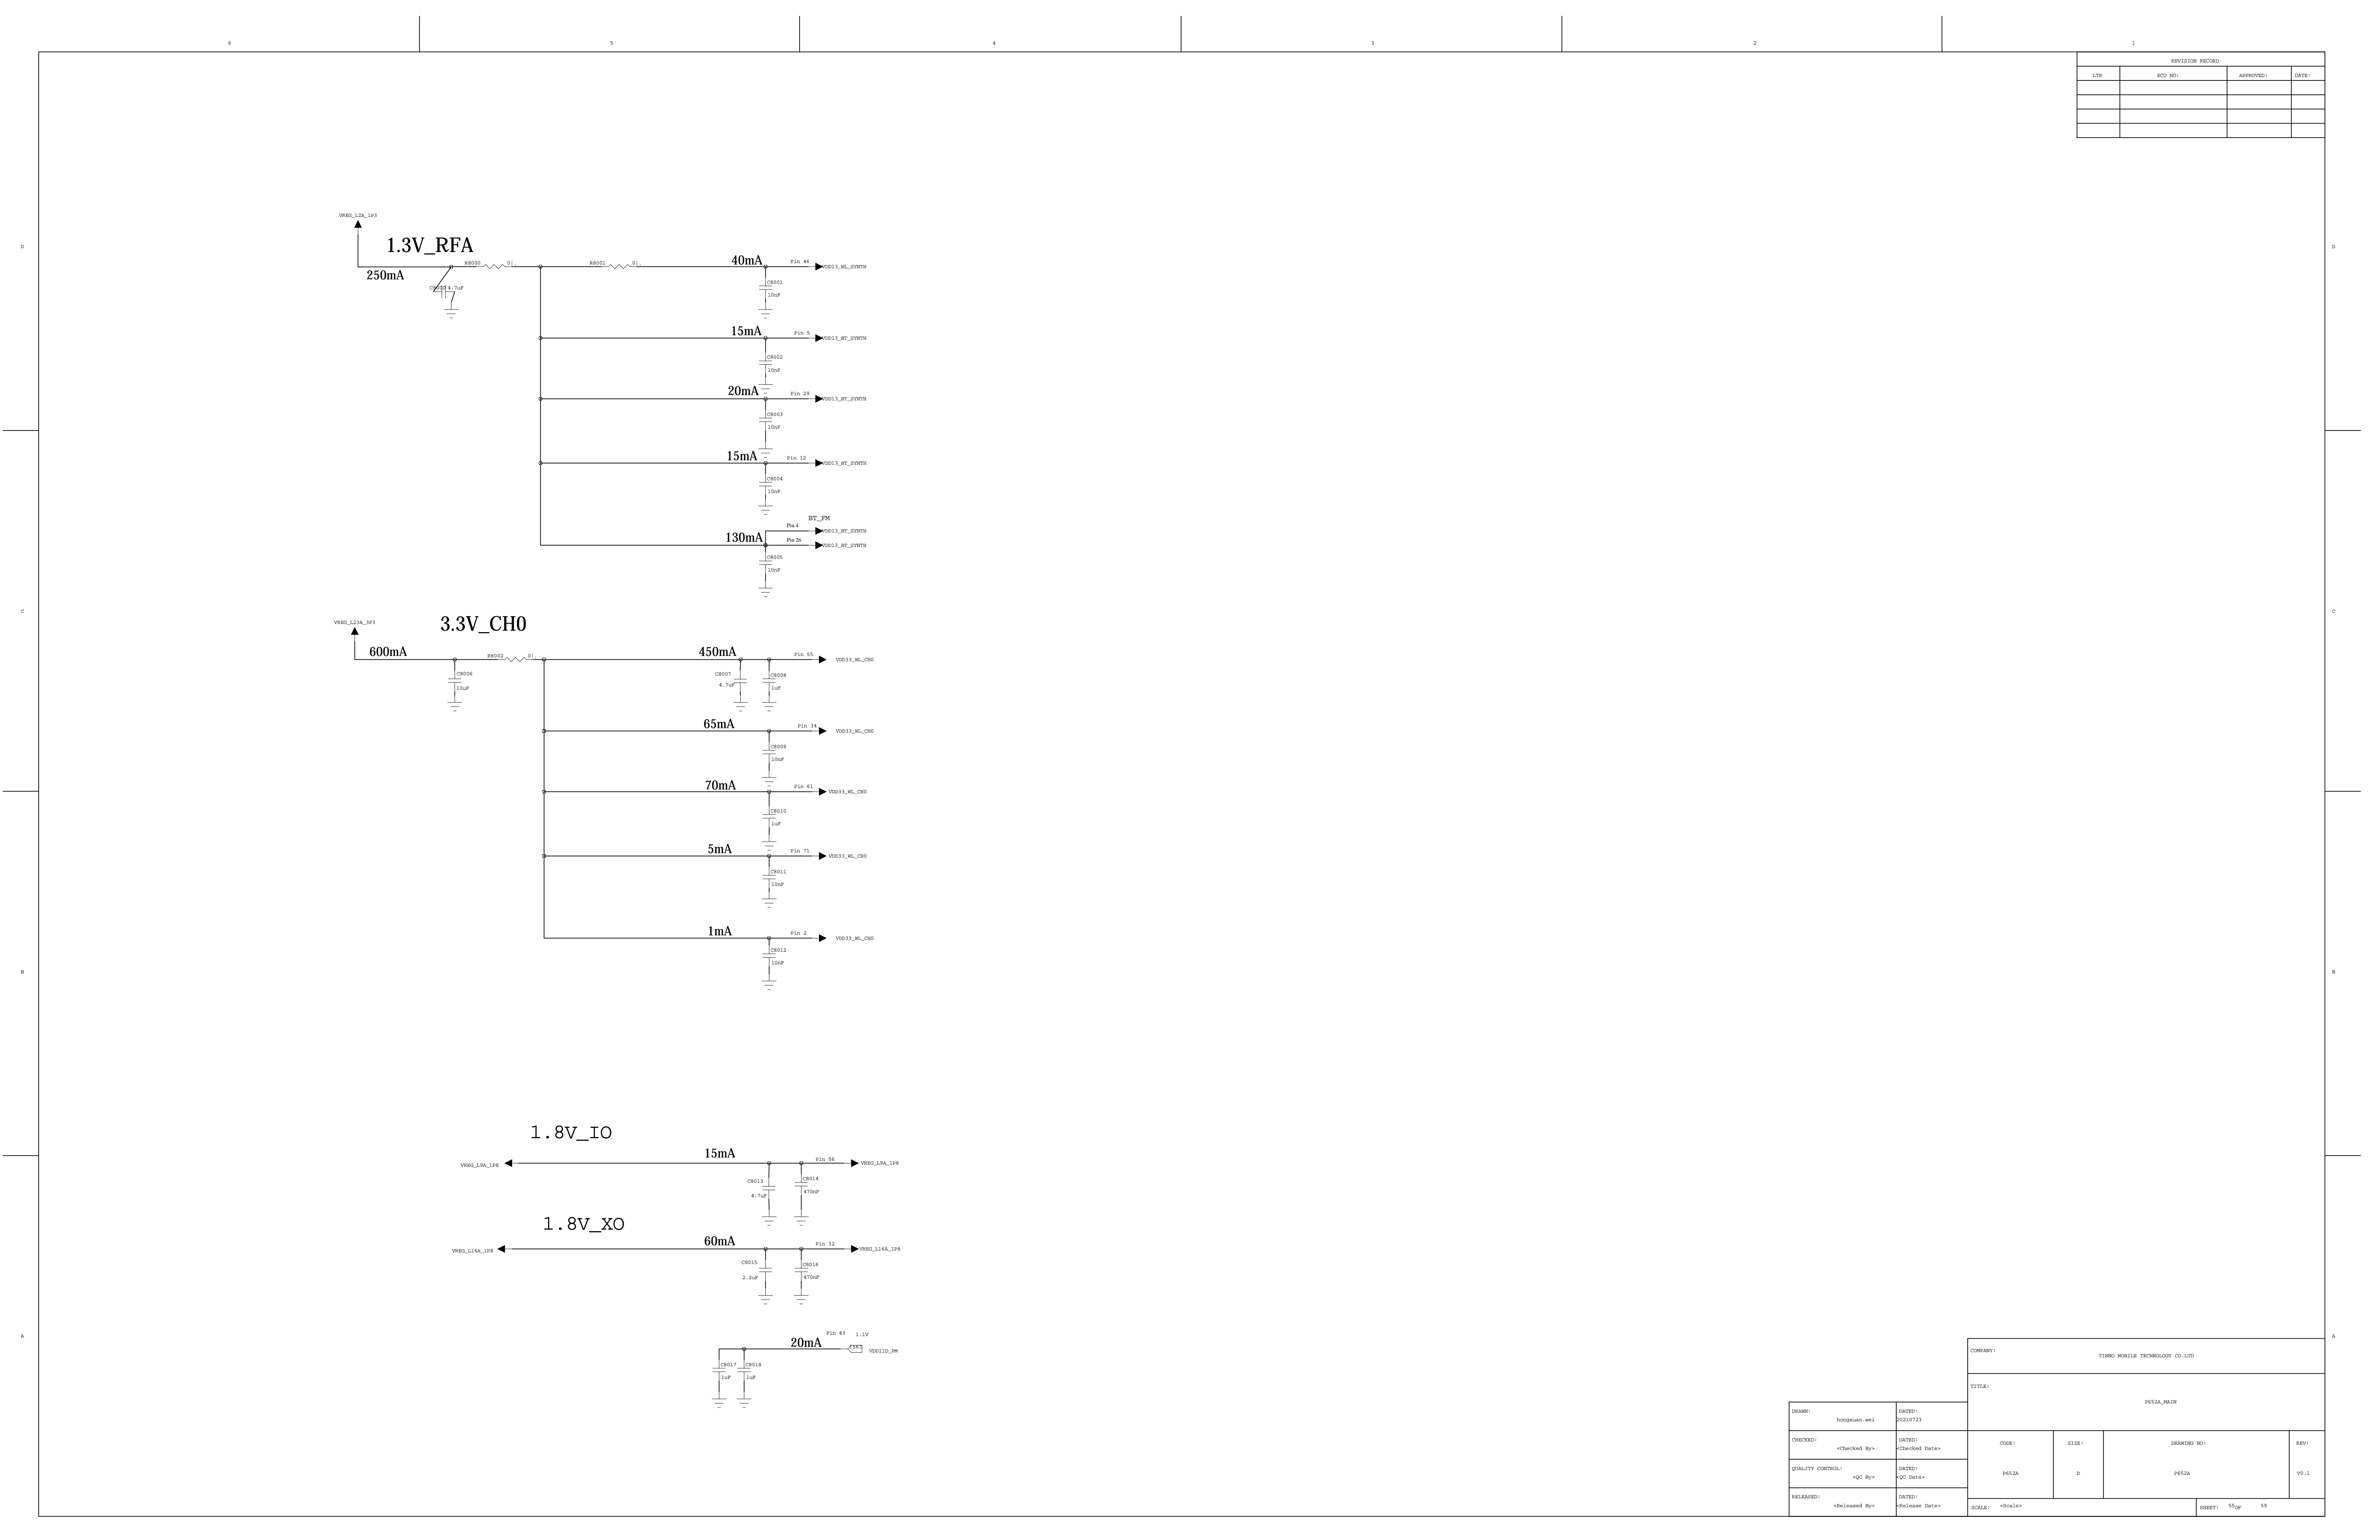 6 5 4 3 2 1
REVISION RECORD
LTR ECO NO: APPROVED: DATE:
VREG_L2A_1P3
D D
1.3V_RFA
250mA
R8000 0
R8001 0
4.7uF
40mA Pin 46 VDD13_WL_SYNTH
C8001
10nF
15mA Pin 5 VDD13_BT_SYNTH
C8002
10nF
20mA Pin 29 VDD13_BT_SYNTH
C8003
10nF
15mA Pin 12 VDD13_BT_SYNTH
C8004
10nF
BT_FM
Pin 4 VDD13_BT_SYNTH
130mA Pin 26 VDD13_BT_SYNTH
C8005
10nF
C C
VREG_L23A_3P3
3.3V_CH0
600mA
R8002 0
C8006
10uF
450mA Pin 55 VDD33_WL_CH0
C8007 C8008
4.7uF 1uF
65mA Pin 34 VDD33_WL_CH0
C8009
10nF
70mA Pin 61 VDD33_WL_CH0
C8010
1uF
5mA Pin 71 VDD33_WL_CH0
C8011
10nF
1mA Pin 2 VDD33_WL_CH0
C8012
10nF
B B
1.8V_IO
VREG_L9A_1P8 15mA Pin 56 VREG_L9A_1P8
C8013 C8014
4.7uF 470nF
1.8V_XO
VREG_L16A_1P8 60mA Pin 32 VREG_L16A_1P8
C8015 C8016
2.2uF 470nF
A A
20mA Pin 43 1.1V
[56] VDD11D_PM
C8017 C8018
1uF 1uF
COMPANY: TINNO MOBILE TECHNOLOGY CO.LTD
TITLE:
P652A_MAIN
DRAWN: DATED:
hongxuan.wei 20210723
CHECKED: DATED:
<Checked By> <Checked Date>
QUALITY CONTROL: DATED:
<QC By> <QC Date>
RELEASED: DATED:
<Released By> <Release Date>
CODE: SIZE: DRAWING NO: REV:
P652A D P652A V0.1
SCALE: <Scale> SHEET: 55 OF 59